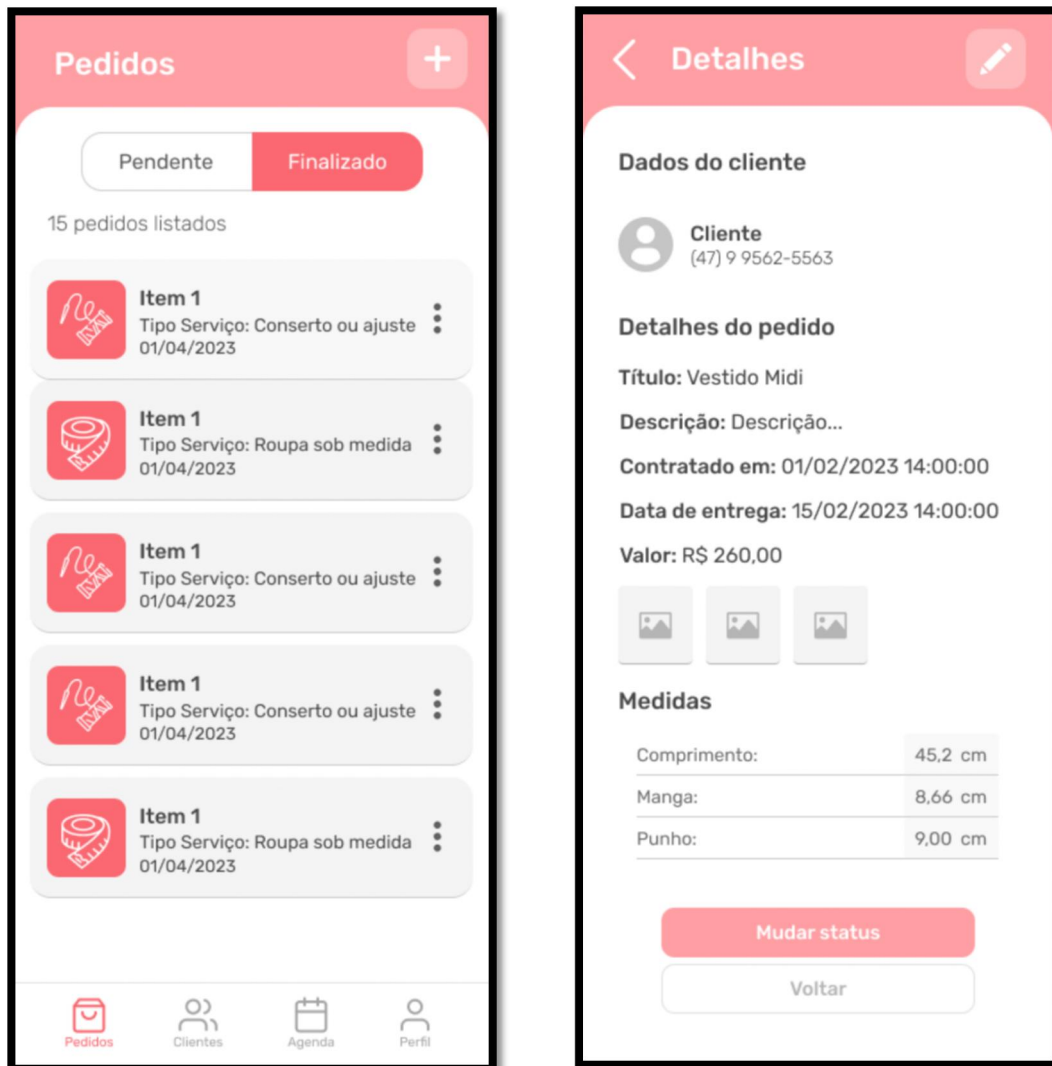 Pedidos
Pendente
Finalizado
15 pedidos listados
Item 1
Tipo Serviço: Conserto ou ajuste
01/04/2023
Item 1
Tipo Serviço: Roupa sob medida
01/04/2023
Item 1
Tipo Serviço: Conserto ou ajuste
01/04/2023
Item 1
Tipo Serviço: Conserto ou ajuste
01/04/2023
Item 1
Tipo Serviço: Roupa sob medida
01/04/2023
Pedidos
Clientes
Agenda
Perfil
Detalhes
Dados do cliente
Cliente
(47) 9 9562-5563
Detalhes do pedido
Título: Vestido Midi
Descrição: Descrição...
Contratado em: 01/02/2023 14:00:00
Data de entrega: 15/02/2023 14:00:00
Valor: R$ 260,00
Medidas
Comprimento: 45,2 cm
Manga: 8,66 cm
Punho: 9,00 cm
Mudar status
Voltar